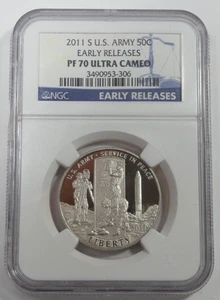 2011 S U.S. ARMY 50C
EARLY RELEASES
PF 70 ULTRA CAMEO
3490953-306
NGC
EARLY RELEASES
U.S. ARMY · SERVICE IN PEACE
LIBERTY